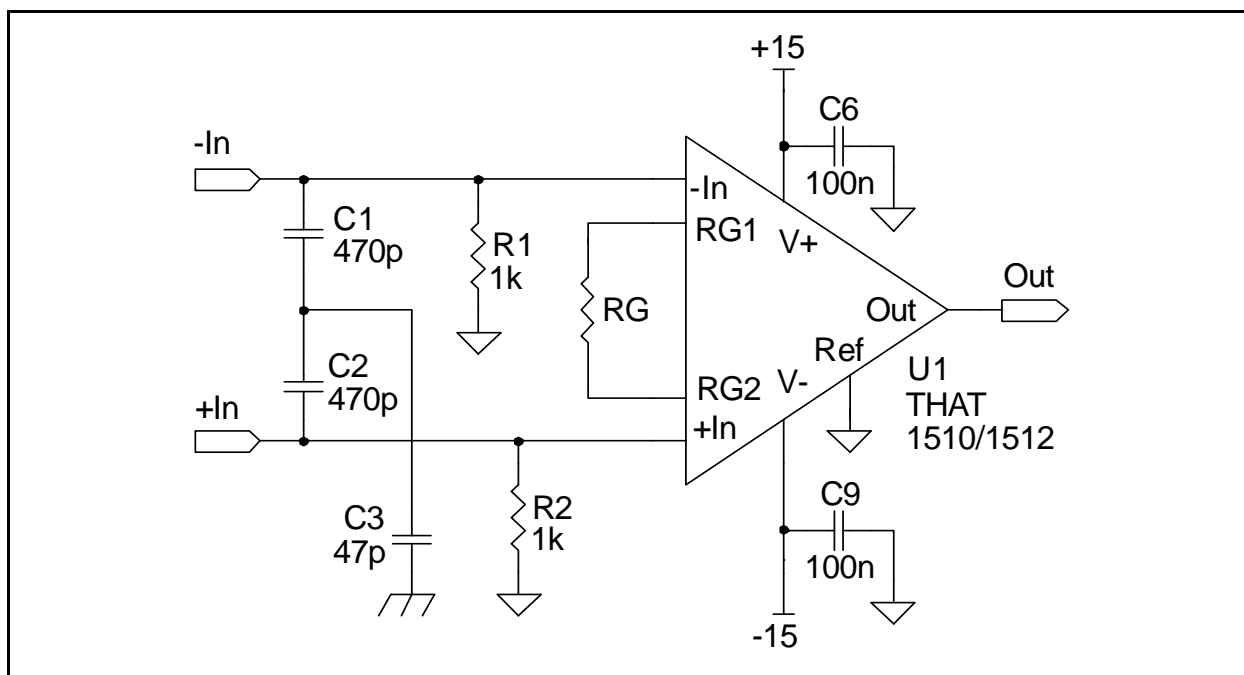 +15
C6
100n
-In
C1
470p
R1
1k
-In
RG1
V+
RG
Out
Out
Ref
C2
470p
V-
RG2
+In
+In
U1
THAT
1510/1512
C3
47p
R2
1k
C9
100n
-15